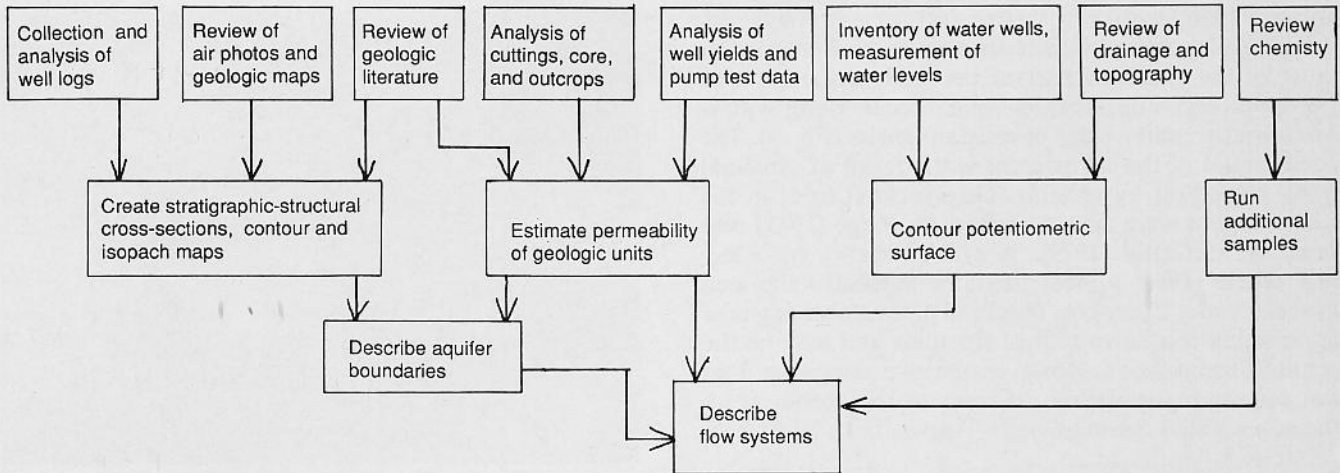 Collection and
analysis of
well logs
Review of
air photos and
geologic maps
Review of
geologic
literature
Analysis of
cuttings, core,
and outcrops
Analysis of
well yields and
pump test data
Inventory of water wells,
measurement of
water levels
Review of
drainage and
topography
Review
chemisty
Create stratigraphic-structural
cross-sections, contour and
isopach maps
Estimate permeability
of geologic units
Contour potentiometric
surface
Run
additional
samples
Describe aquifer
boundaries
Describe
flow systems